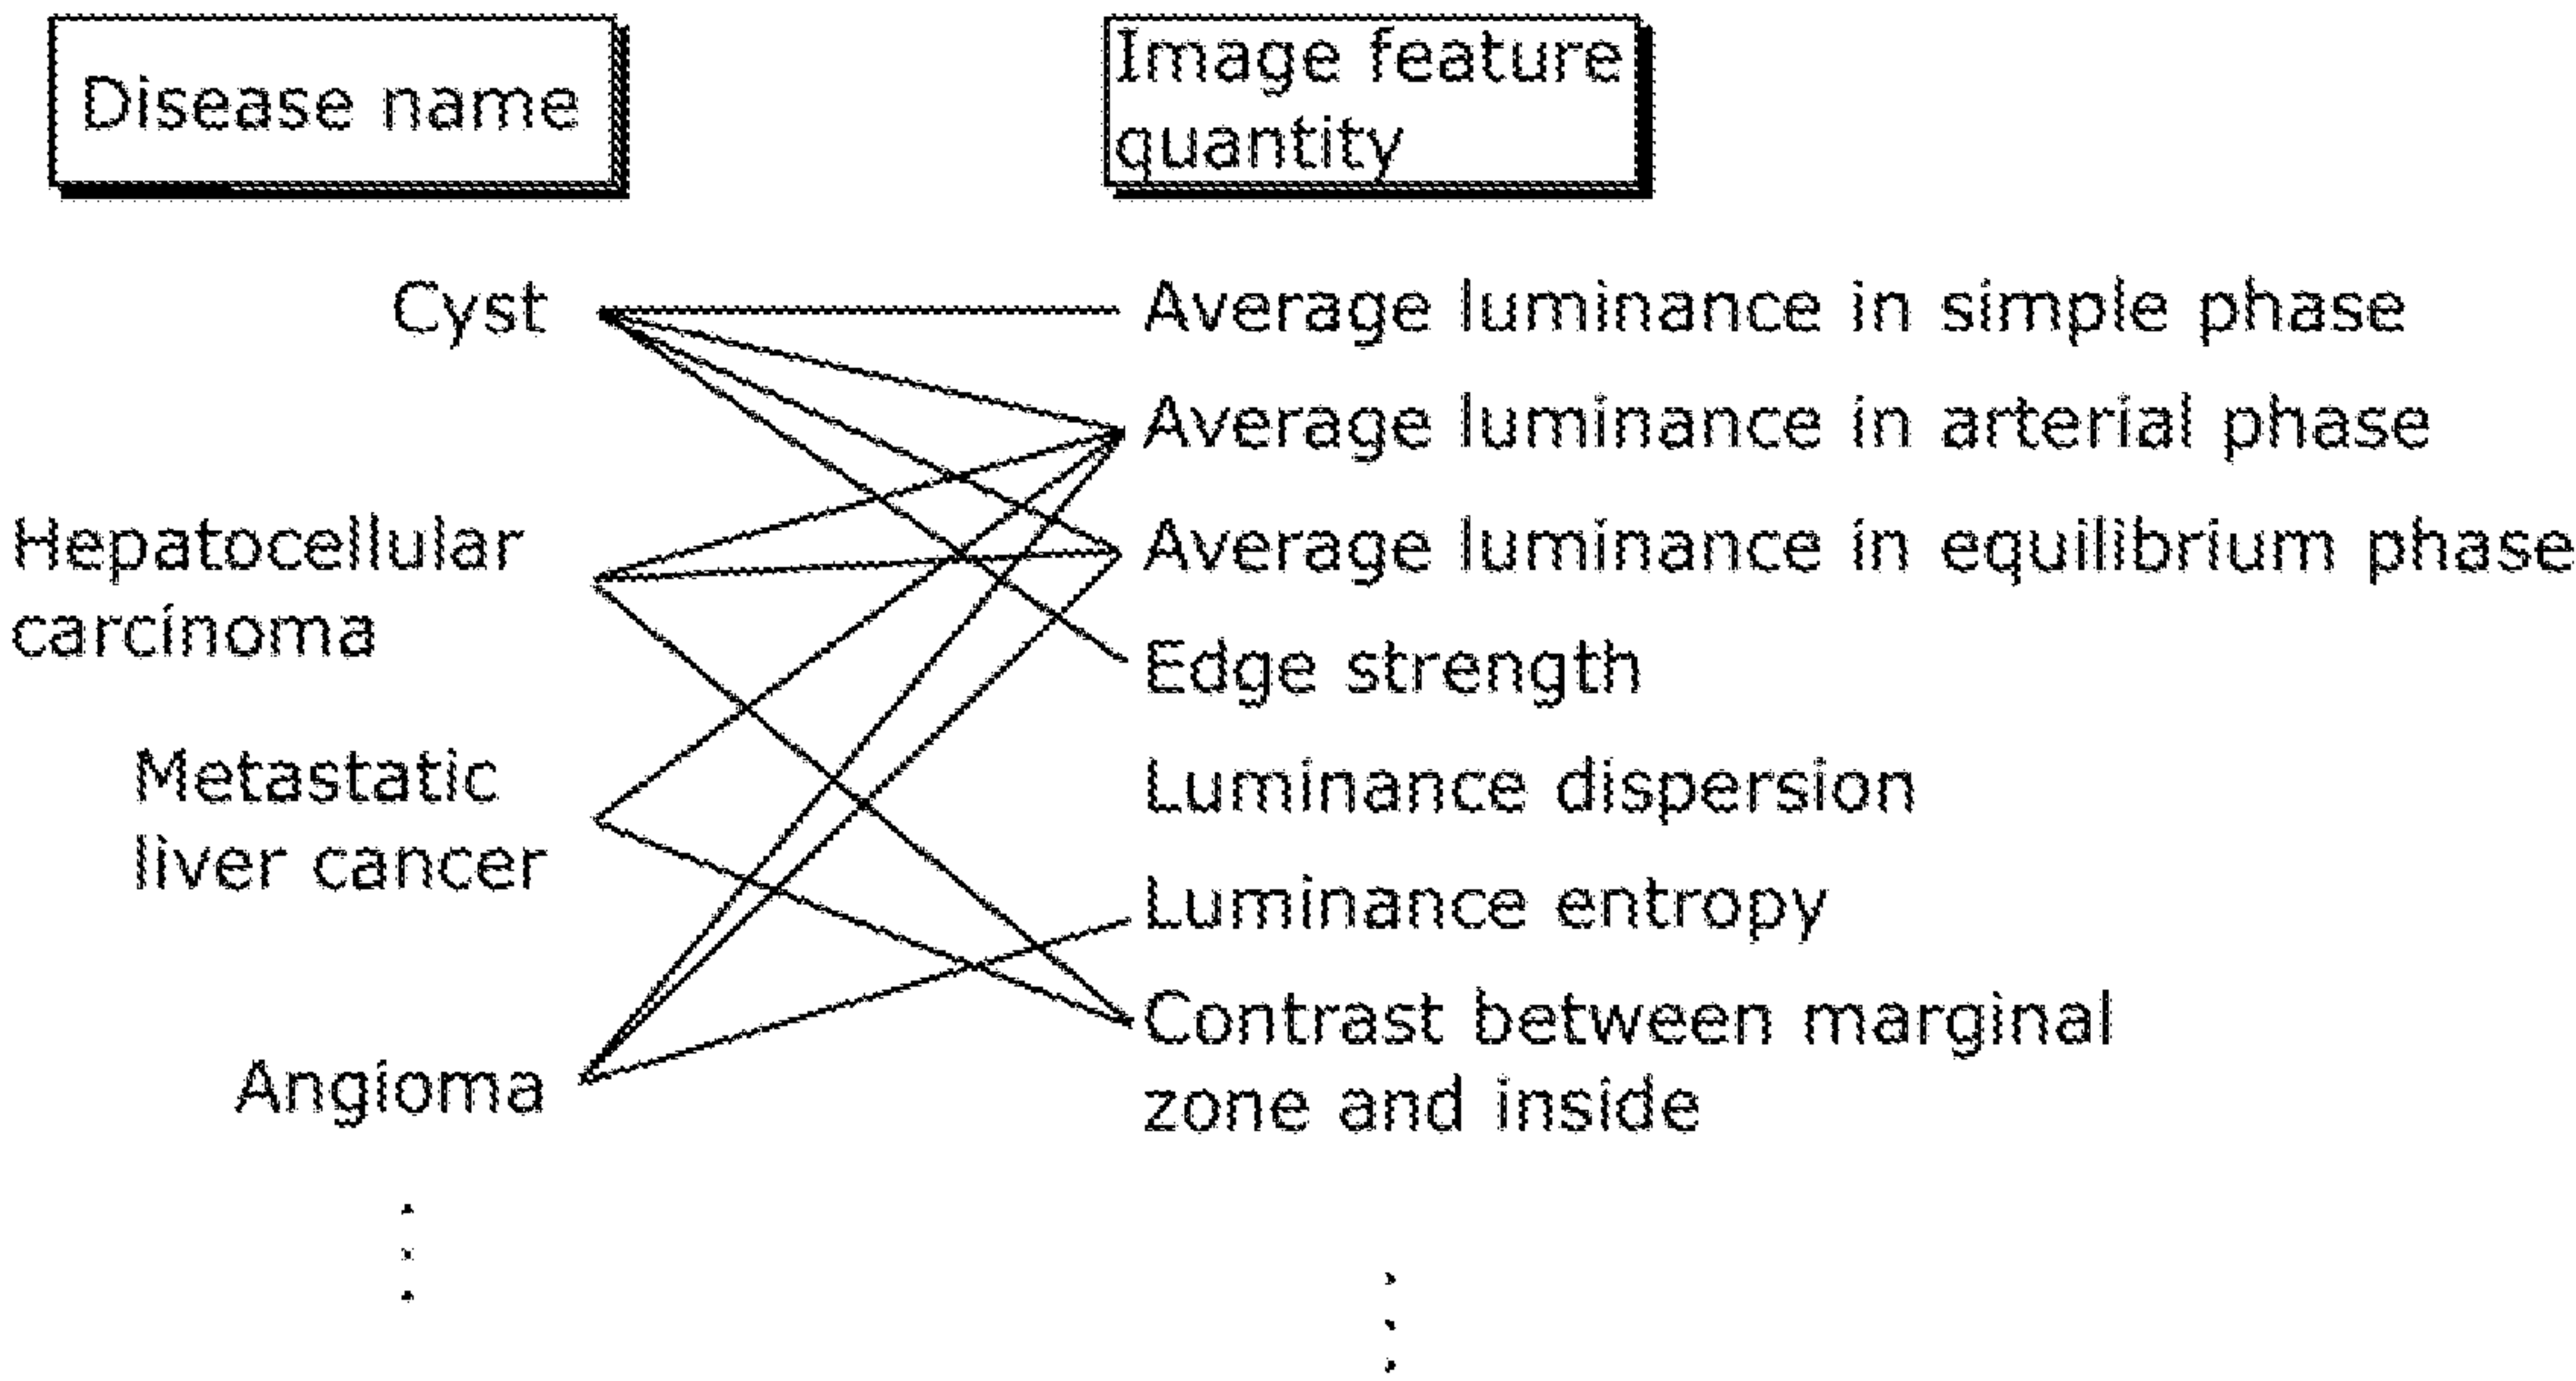 Disease name
Image feature
quantity
Cyst
Hepatocellular
carcinoma
Metastatic
liver cancer
Angioma
Average luminance in simple phase
Average luminance in arterial phase
Average luminance in equilibrium phase
Edge strength
Luminance dispersion
Luminance entropy
Contrast between marginal
zone and inside